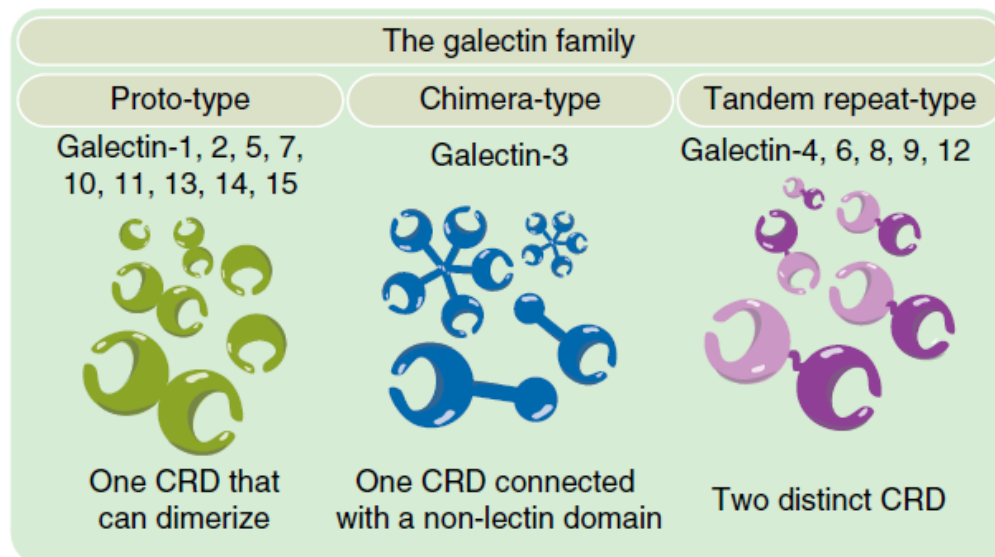 The galectin family
Proto-type
Chimera-type
Tandem repeat-type
Galectin-1, 2, 5, 7,
10, 11, 13, 14, 15
Galectin-3
Galectin-4, 6, 8, 9, 12
One CRD that
can dimerize
One CRD connected
with a non-lectin domain
Two distinct CRD